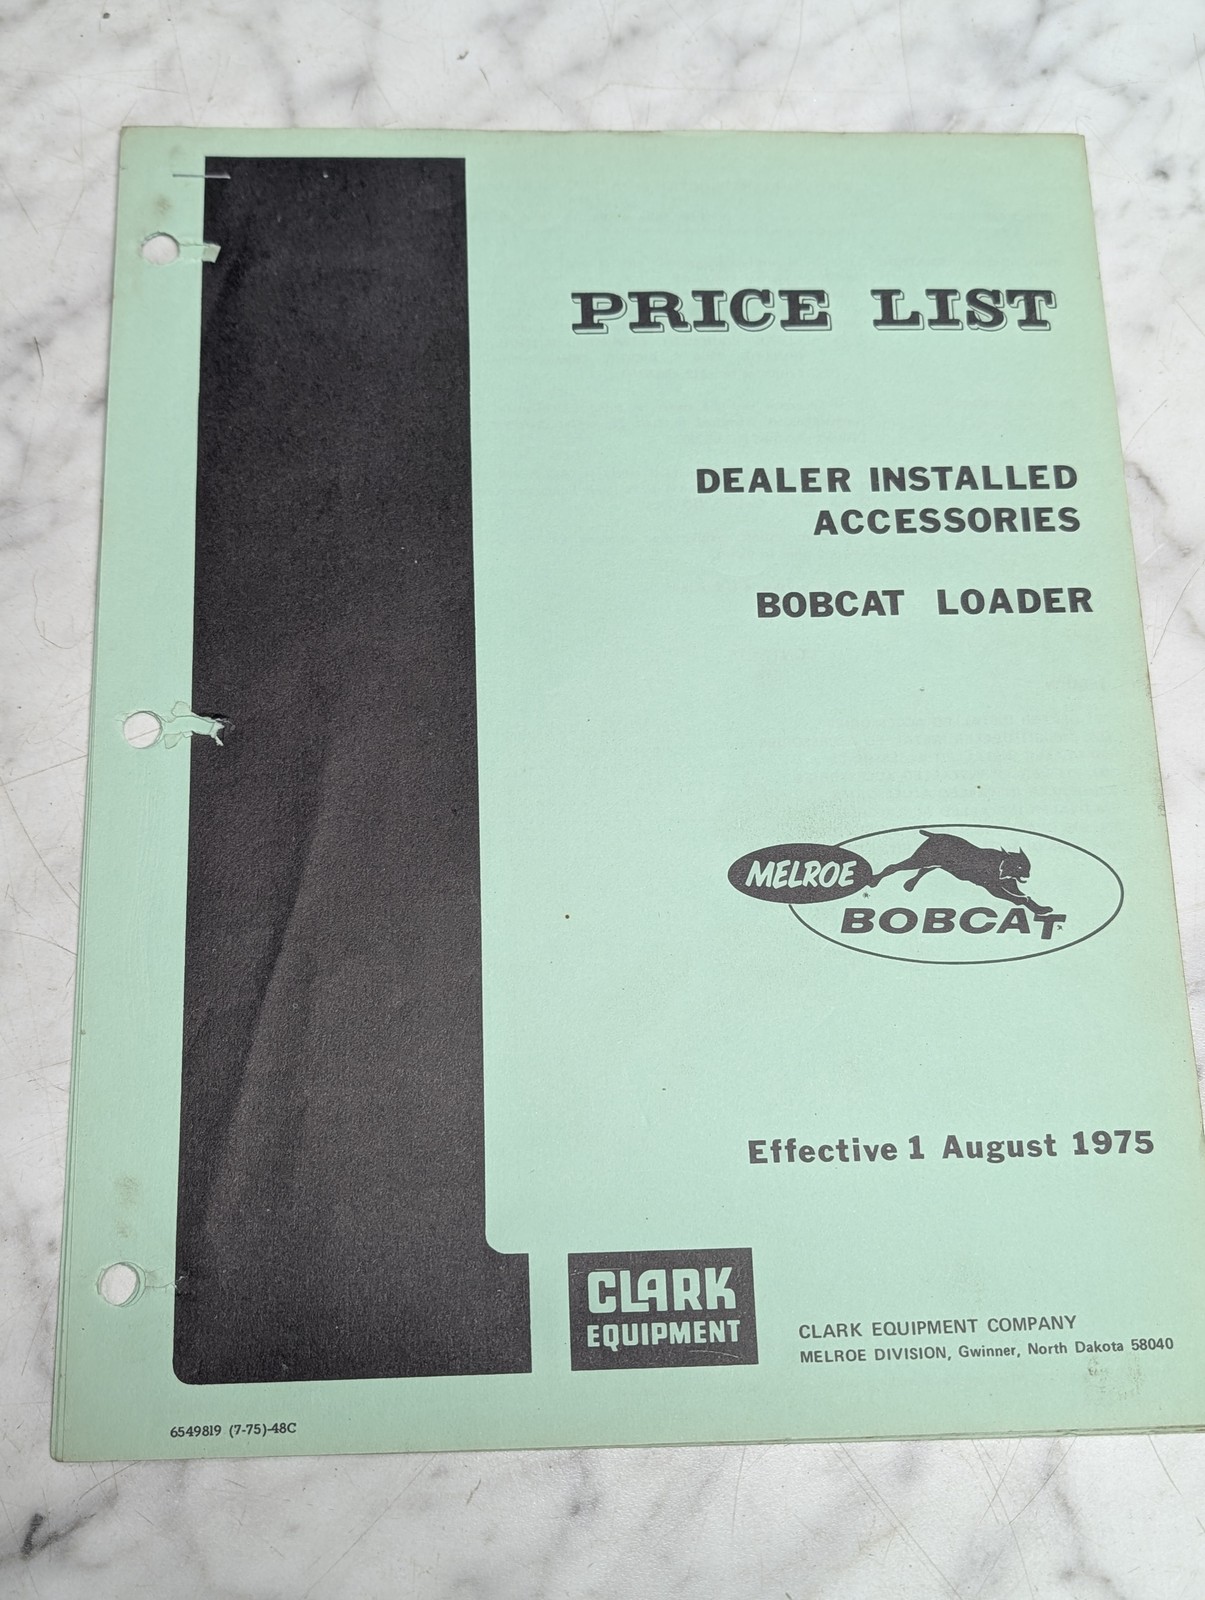 PRICE LIST
DEALER INSTALLED
ACCESSORIES
BOBCAT LOADER
MELROE
BOBCAT
Effective 1 August 1975
CLARK
EQUIPMENT
CLARK EQUIPMENT COMPANY
MELROE DIVISION, Gwinner, North Dakota 58040
6549819 (7-75)-48C